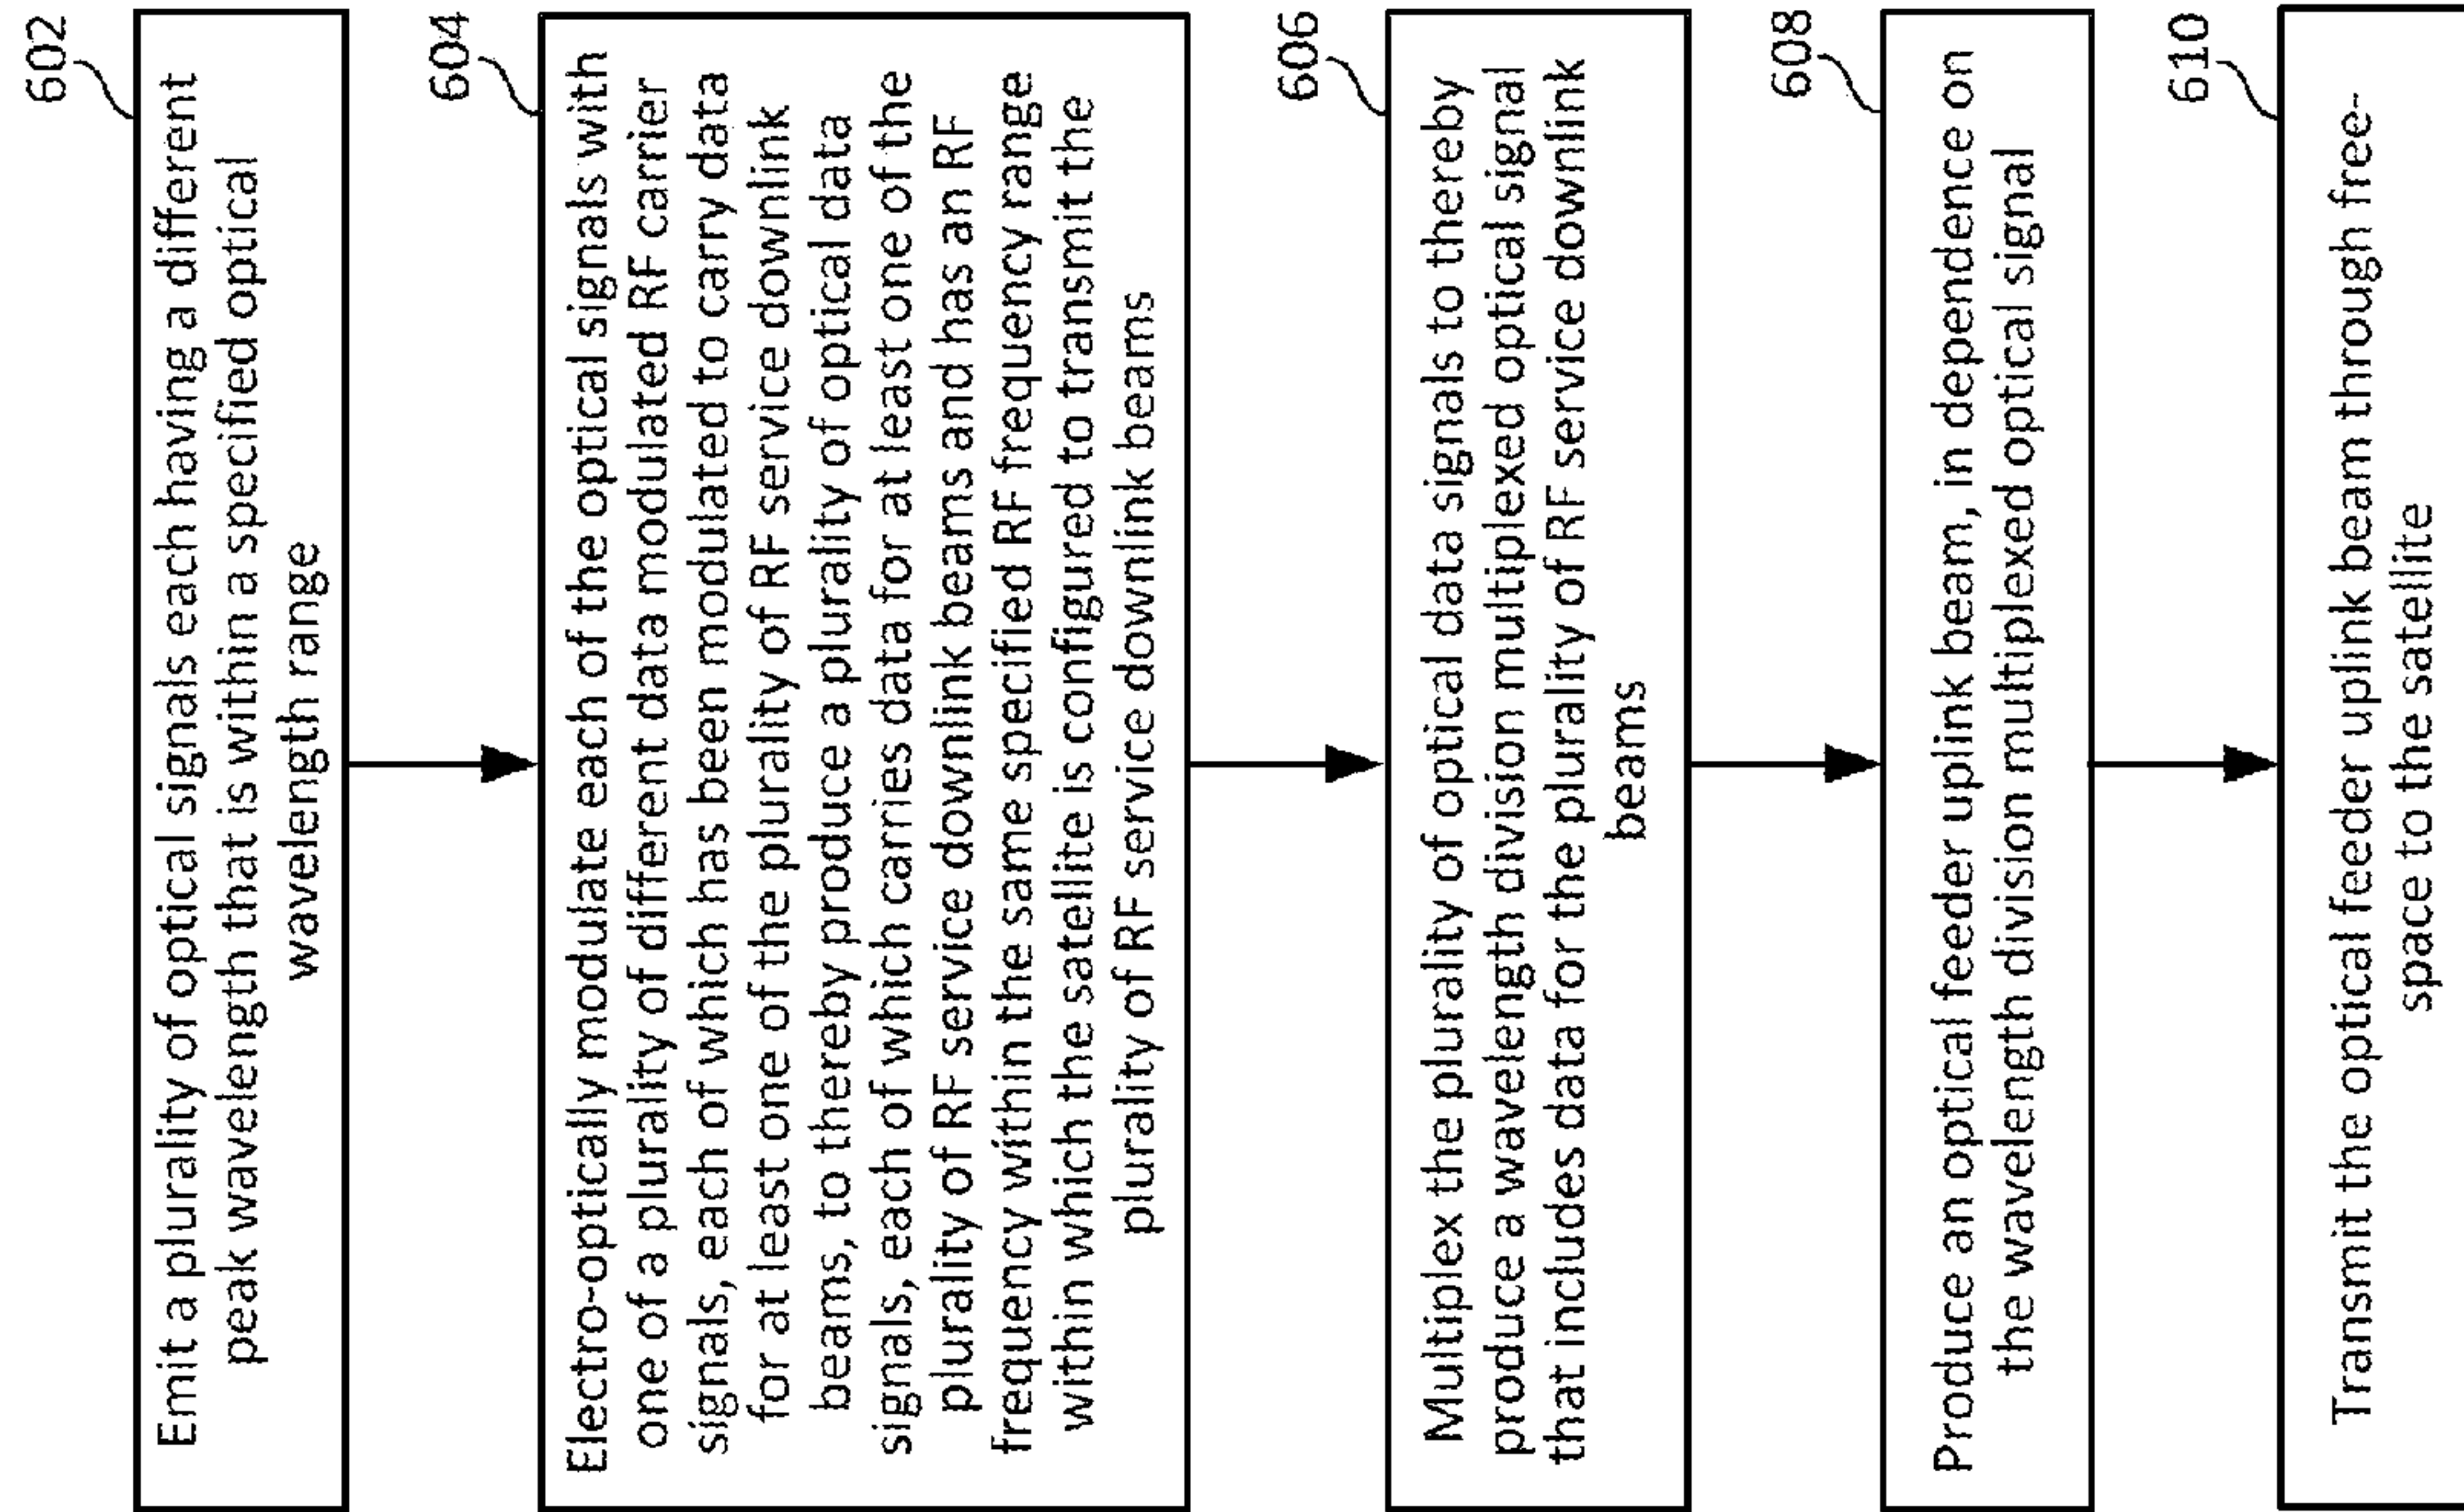 602
Emit a plurality of optical signals each having a different
peak wavelength that is within a specified optical
wavelength range
604
Electro-optically modulate each of the optical signals with
one of a plurality of different data modulated RF carrier
signals, each of which has been modulated to carry data
for at least one of the plurality of RF service downlink
beams, to thereby produce a plurality of optical data
signals, each of which carries data for at least one of the
plurality of RF service downlink beams and has an RF
frequency within the same specified RF frequency range
within which the satellite is configured to transmit the
plurality of RF service downlink beams
606
Multiplex the plurality of optical data signals to thereby
produce a wavelength division multiplexed optical signal
that includes data for the plurality of RF service downlink
beams
608
Produce an optical feeder uplink beam, in dependence on
the wavelength division multiplexed optical signal
610
Transmit the optical feeder uplink beam through free-
space to the satellite